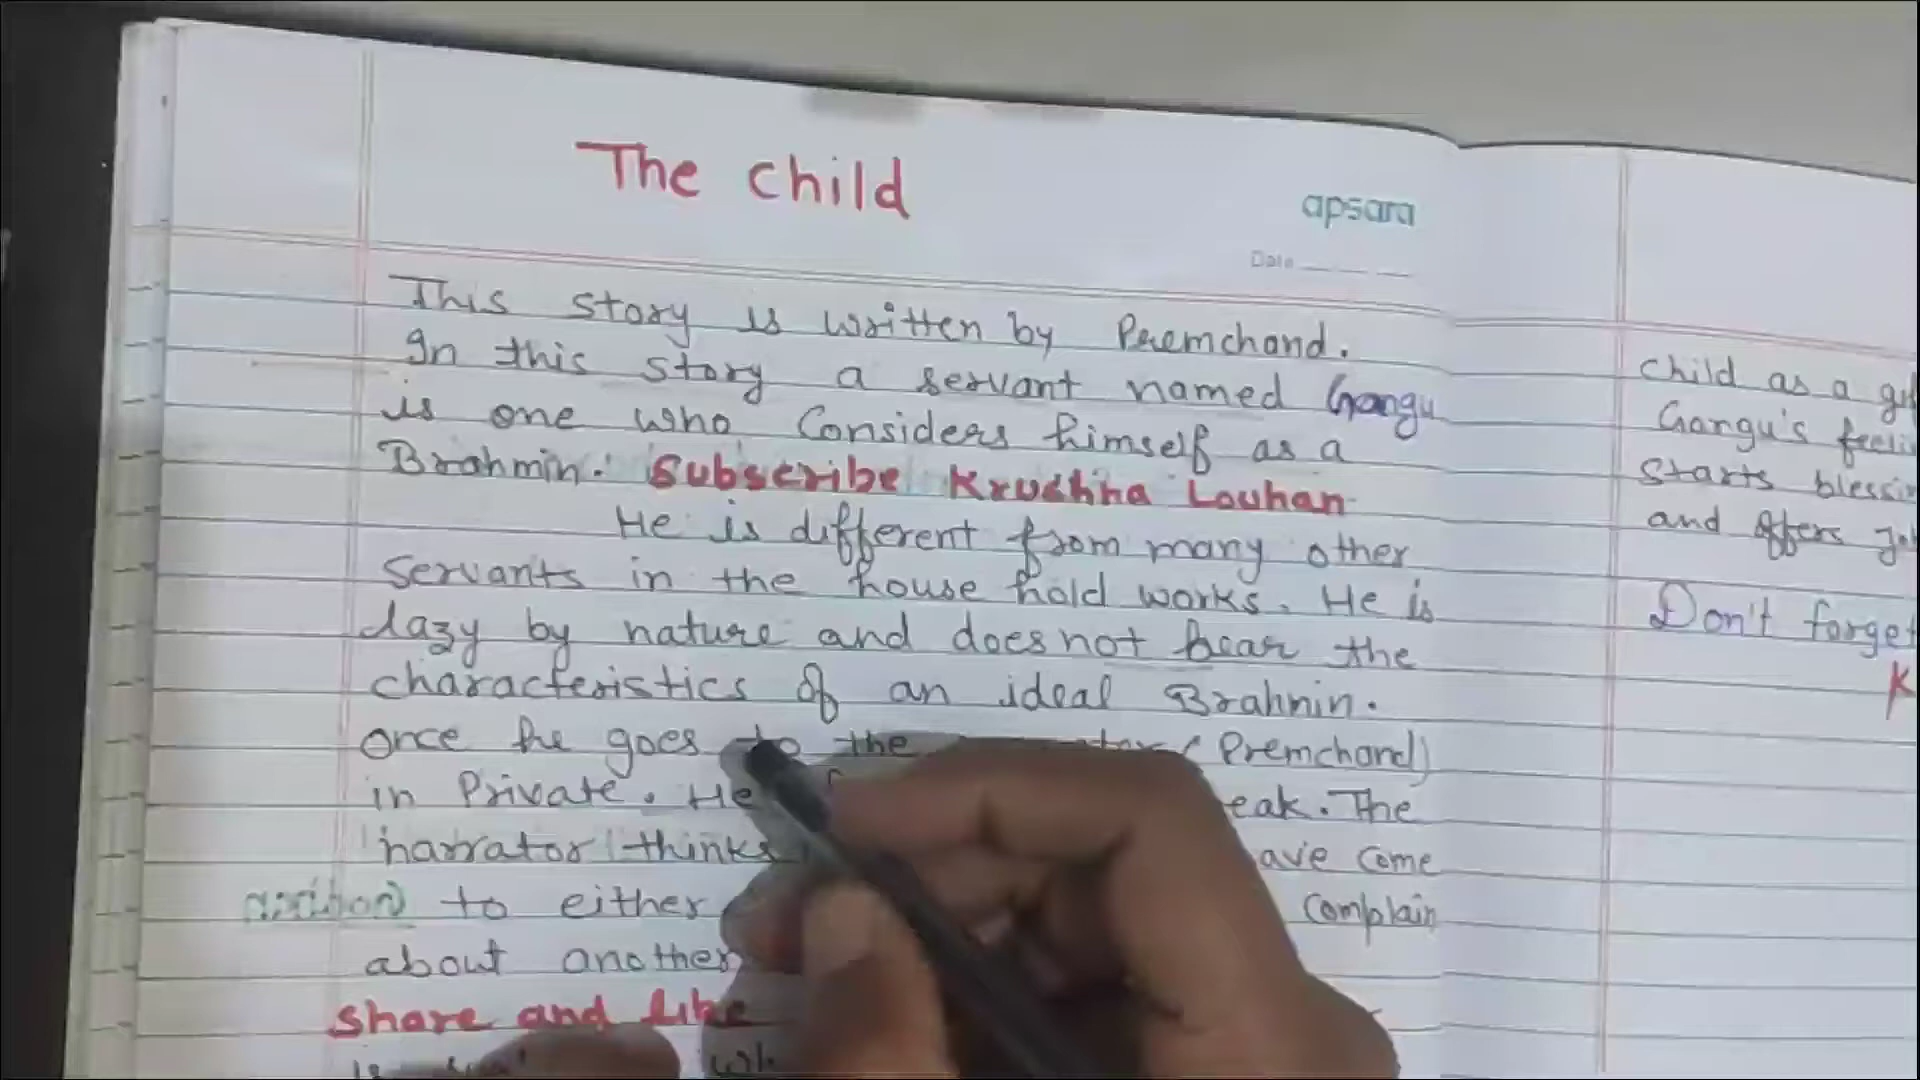 The child
apsara
Date
This story is written by Premchand.
In this story a servant named Gangu
is one who Considers himself as a
Brahmin. Subscribe Krushna Louhan
He is different from many other
servants in the house hold works. He is
lazy by nature and does not bear the
characteristics of an ideal Brahmin.
once he goes to the (Premchand)
in Private. He eak. The
narrator thinks ave come
to either complain
about another
share and like
is
child as a
Gangu's
starts
and offers
Don't forget
K